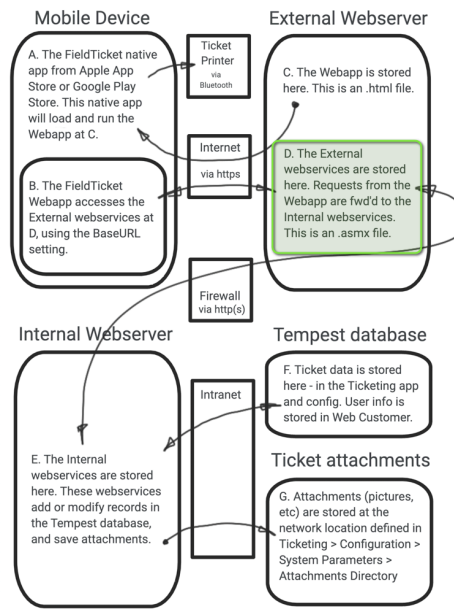 Mobile Device
A. The FieldTicket native
app from Apple App
Store or Google Play
Store. This native app
will load and run the
Webapp at C.
B. The FieldTicket
Webapp accesses the
External webservices at
D, using the BaseURL
setting.
Ticket
Printer
via
Bluetooth
Internet
via https
Firewall
via http(s)
External Webserver
C. The Webapp is stored
here. This is an .html file.
D. The External
webservices are stored
here. Requests from the
Webapp are fwd'd to the
Internal webservices.
This is an .asmx file.
Internal Webserver
E. The Internal
webservices are stored
here. These webservices
add or modify records in
the Tempest database,
and save attachments.
Intranet
Tempest database
F. Ticket data is stored
here - in the Ticketing app
and config. User info is
stored in Web Customer.
Ticket attachments
G. Attachments (pictures,
etc) are stored at the
network location defined in
Ticketing > Configuration >
System Parameters >
Attachments Directory